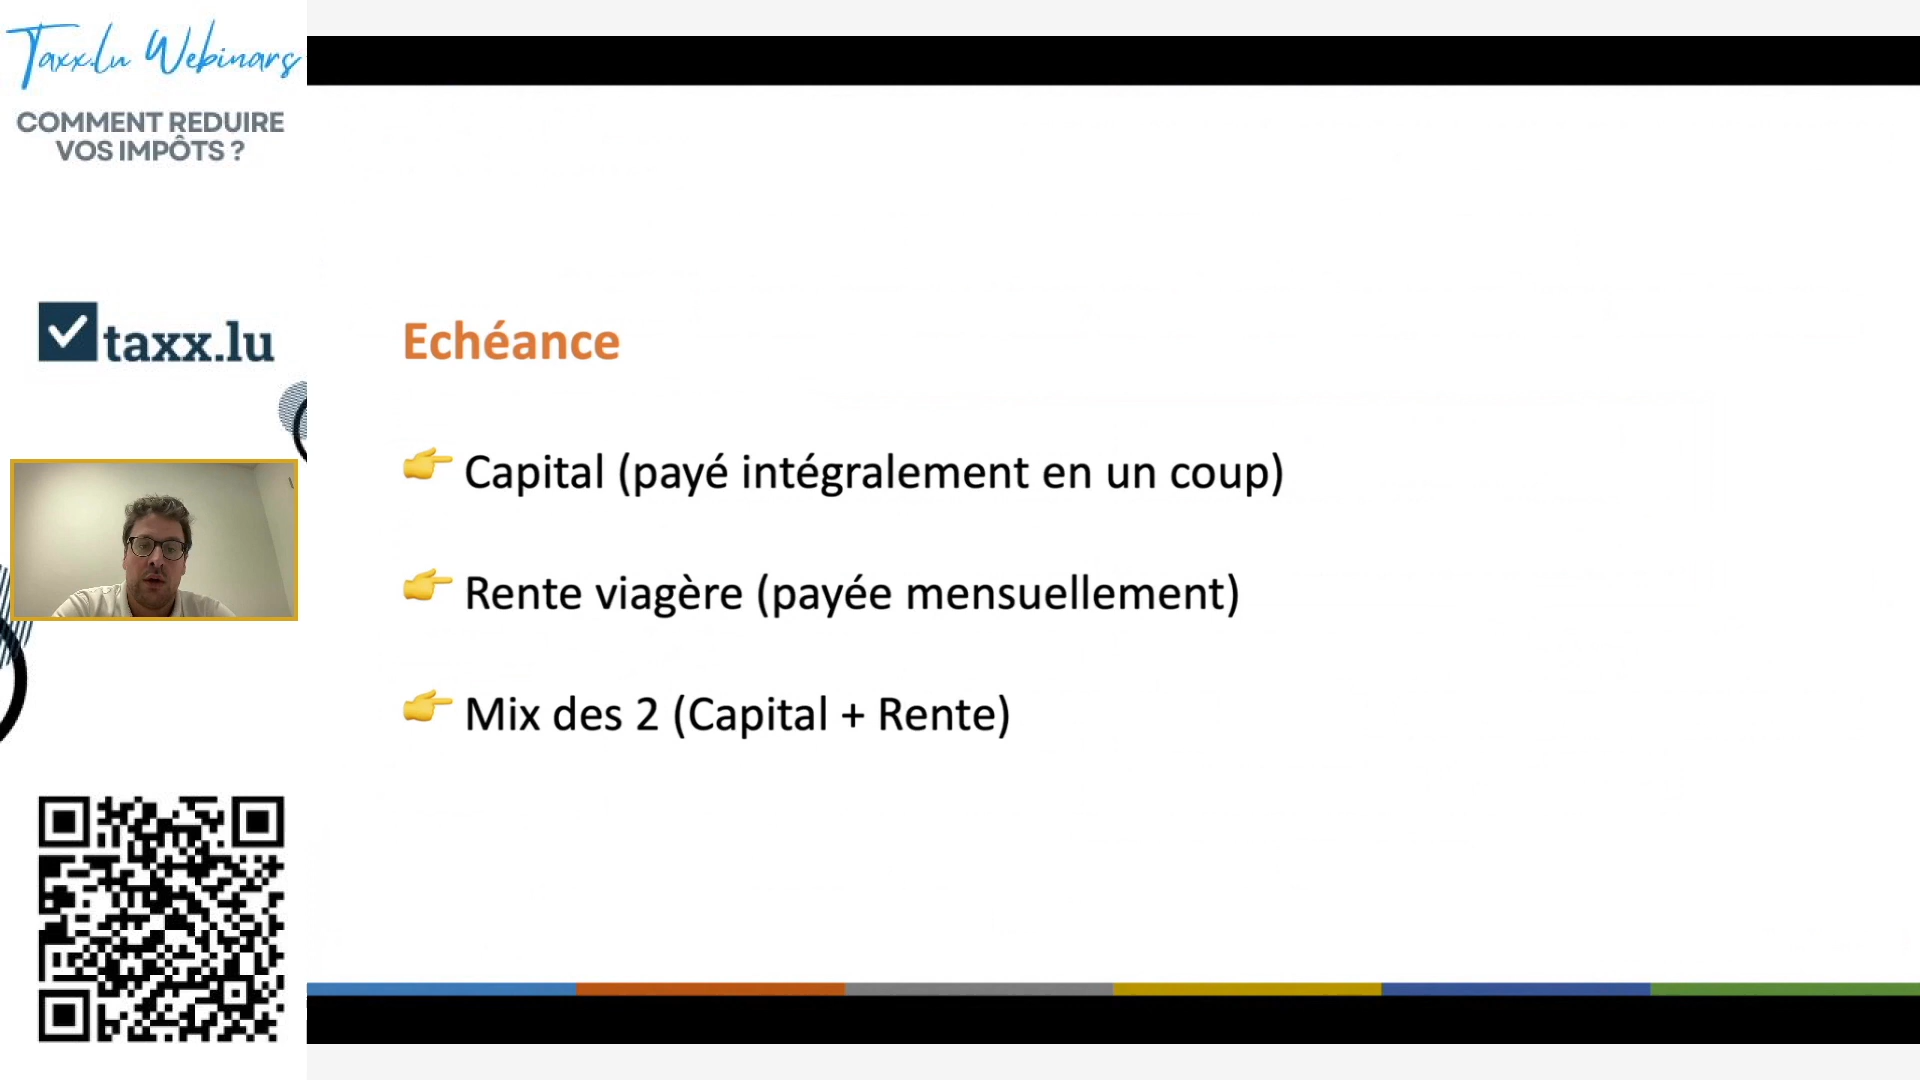 Taxx.lu Webinars
COMMENT REDUIRE
VOS IMPÔTS ?
taxx.lu
Echéance
👉 Capital (payé intégralement en un coup)
👉 Rente viagère (payée mensuellement)
👉 Mix des 2 (Capital + Rente)